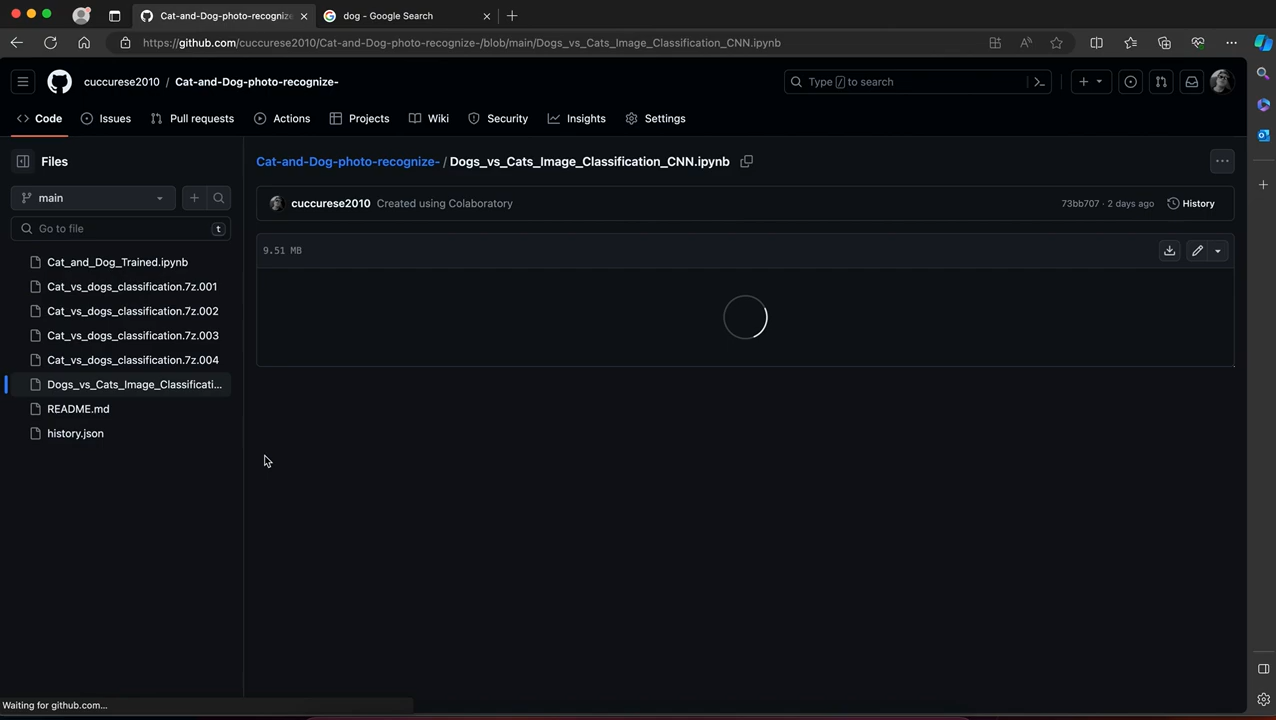 Cat-and-Dog-photo-recognize
dog - Google Search
https://github.com/cuccurese2010/Cat-and-Dog-photo-recognize-/blob/main/Dogs_vs_Cats_Image_Classification_CNN.ipynb
cuccurese2010 / Cat-and-Dog-photo-recognize-
Type / to search
Code
Issues
Pull requests
Actions
Projects
Wiki
Security
Insights
Settings
Files
main
Go to file
t
Cat_and_Dog_Trained.ipynb
Cat_vs_dogs_classification.7z.001
Cat_vs_dogs_classification.7z.002
Cat_vs_dogs_classification.7z.003
Cat_vs_dogs_classification.7z.004
Dogs_vs_Cats_Image_Classificati...
README.md
history.json
Cat-and-Dog-photo-recognize- / Dogs_vs_Cats_Image_Classification_CNN.ipynb
cuccurese2010 Created using Colaboratory
73bb707 · 2 days ago
History
9.51 MB
Waiting for github.com...